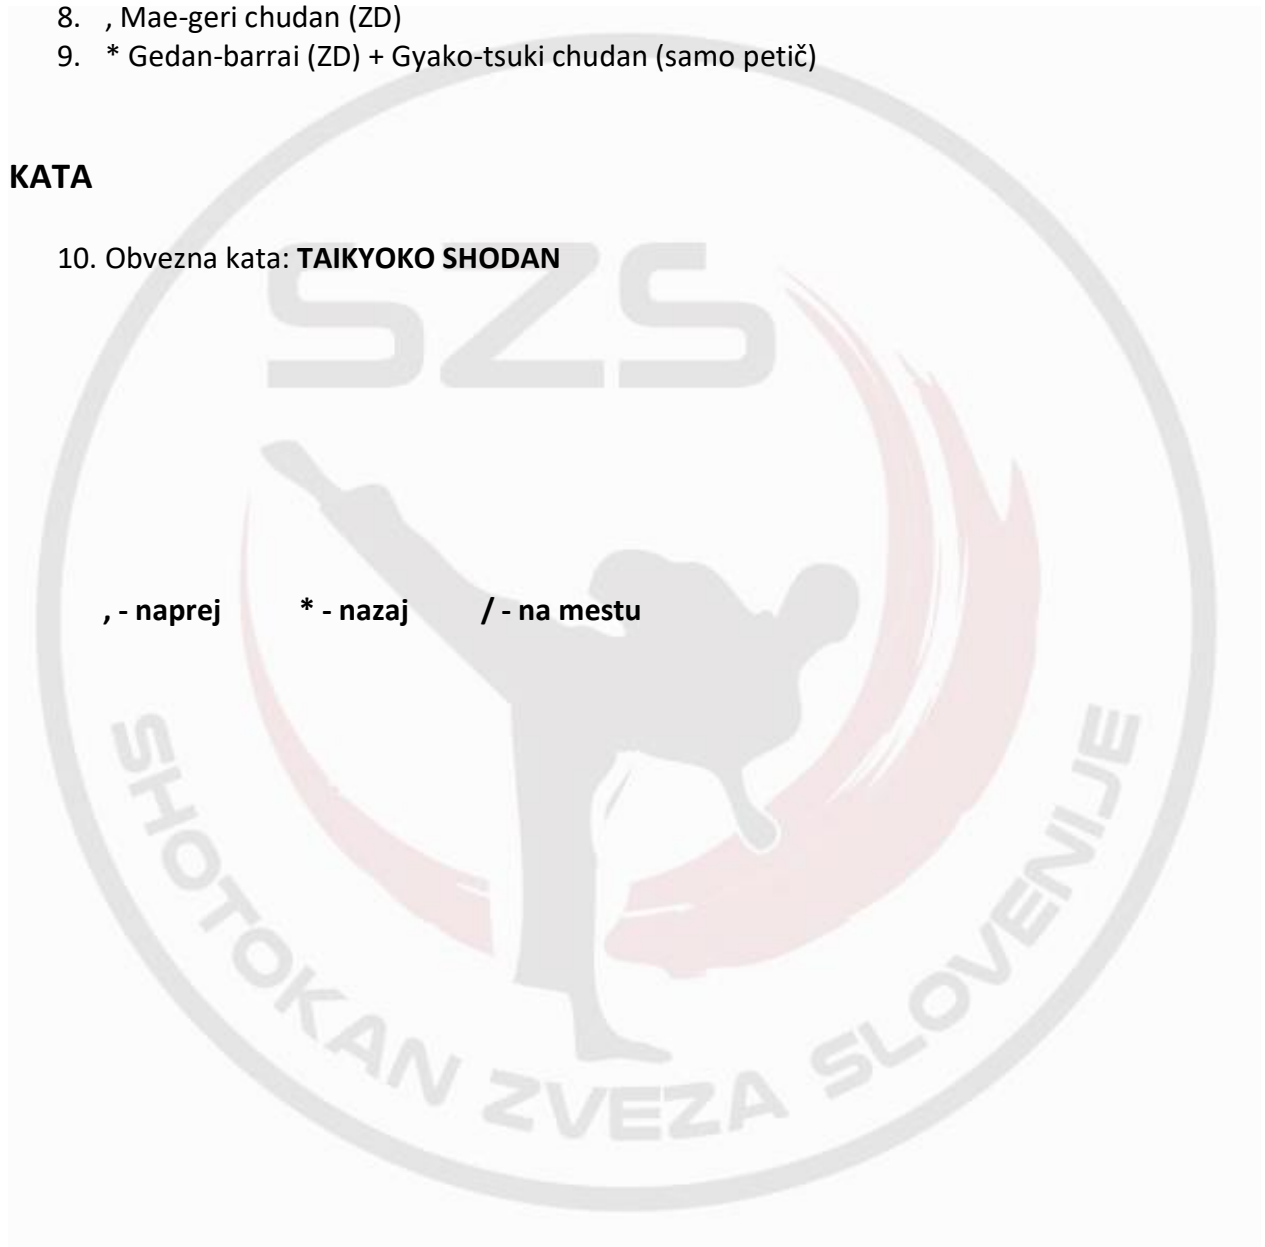 8. , Mae-geri chudan (ZD)
9. * Gedan-barrai (ZD) + Gyako-tsuki chudan (samo petič)
KATA
10. Obvezna kata: TAIKYOKO SHODAN
SZS
, - naprej * - nazaj / - na mestu
SHOTOKAN ZVEZA SLOVENIJE